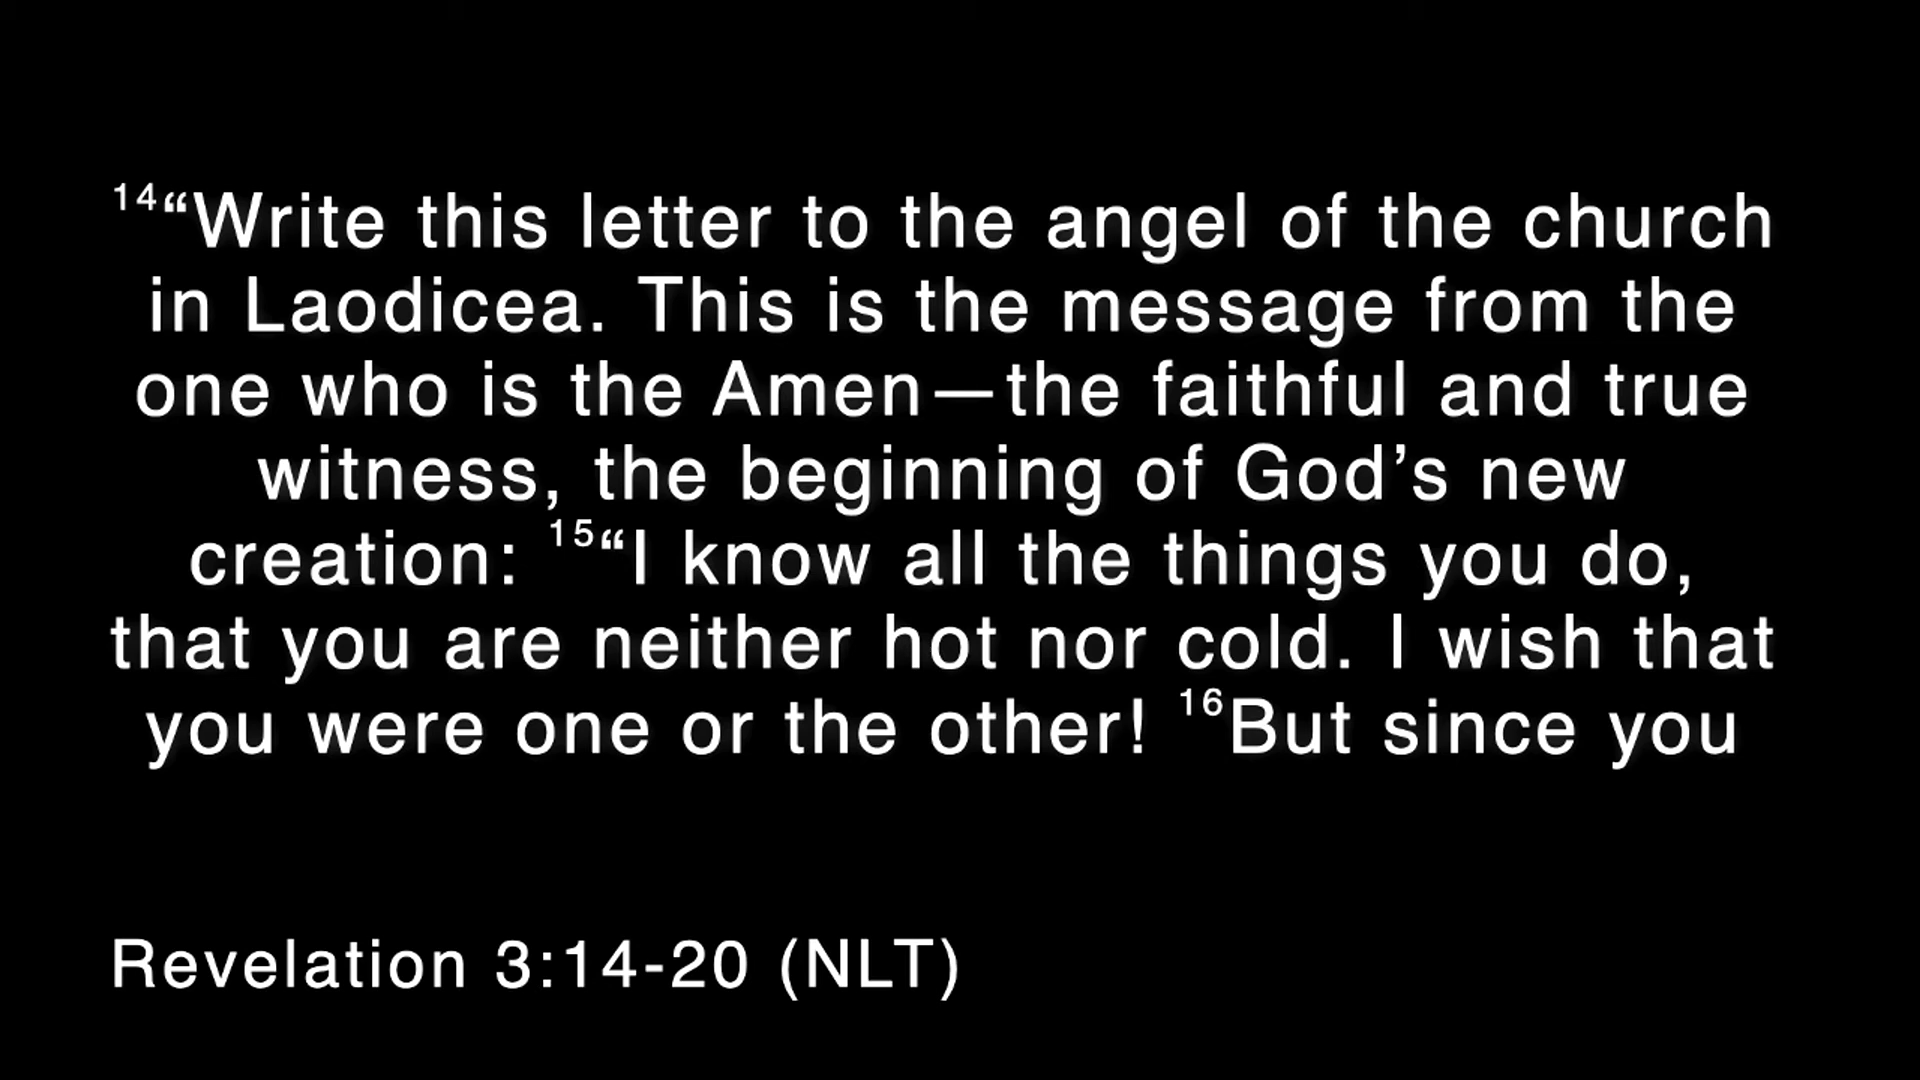 ¹⁴“Write this letter to the angel of the church
in Laodicea. This is the message from the
one who is the Amen—the faithful and true
witness, the beginning of God’s new
creation: ¹⁵“I know all the things you do,
that you are neither hot nor cold. I wish that
you were one or the other! ¹⁶But since you
Revelation 3:14-20 (NLT)